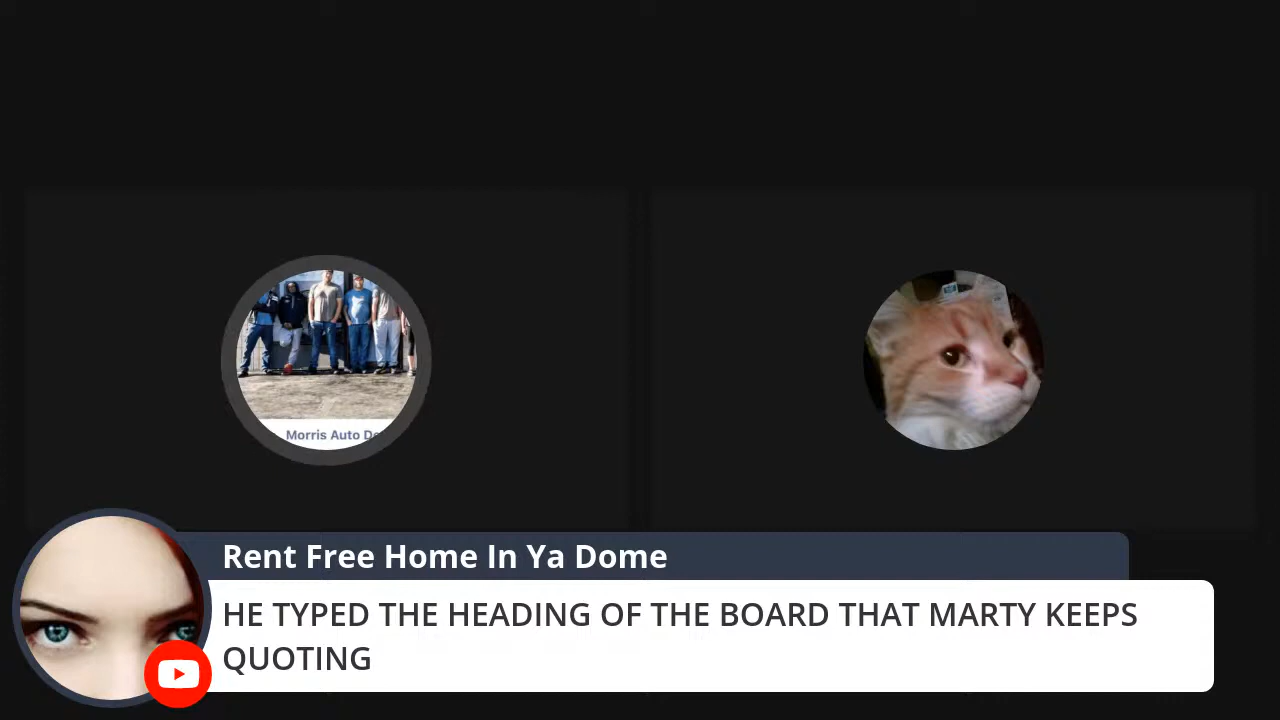 Morris Auto
Rent Free Home In Ya Dome
HE TYPED THE HEADING OF THE BOARD THAT MARTY KEEPS
QUOTING